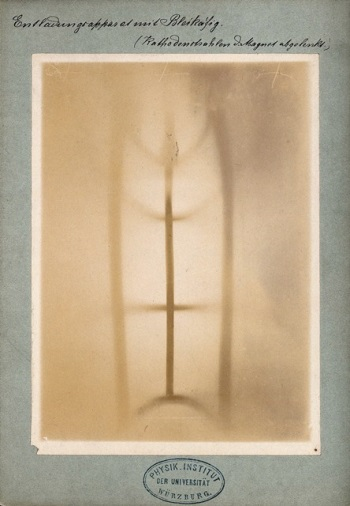 Entladungsapparat mit Bleikäfig.
(Kathodenstrahlen d. Magnet abgelenkt.)
PHYSIK. INSTITUT
DER UNIVERSITÄT
WÜRZBURG.